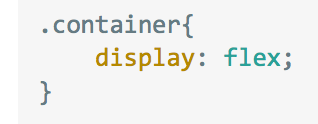 .container{
    display: flex;
}